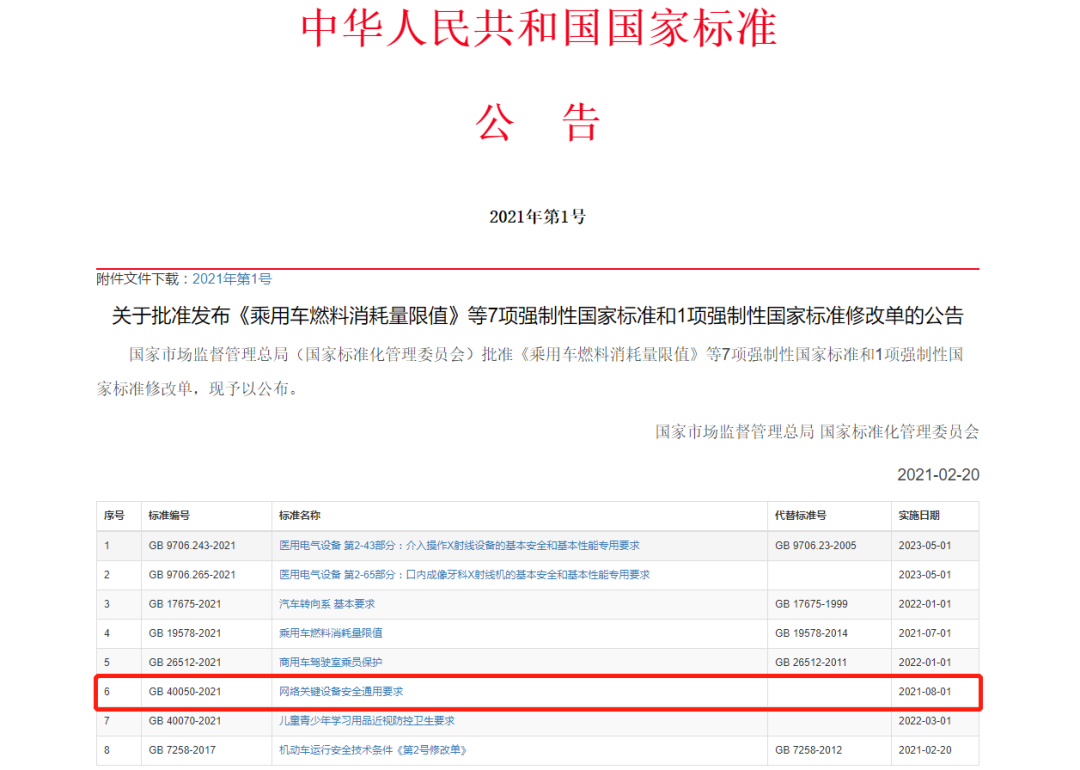 中华人民共和国国家标准
公 告
2021年第1号
附件文件下载：2021年第1号
关于批准发布《乘用车燃料消耗量限值》等7项强制性国家标准和1项强制性国家标准修改单的公告
国家市场监督管理总局（国家标准化管理委员会）批准《乘用车燃料消耗量限值》等7项强制性国家标准和1项强制性国
家标准修改单，现予以公布。
国家市场监督管理总局 国家标准化管理委员会
2021-02-20
序号 标准编号 标准名称 代替标准号 实施日期
1 GB 9706.243-2021 医用电气设备 第2-43部分：介入操作X射线设备的基本安全和基本性能专用要求 GB 9706.23-2005 2023-05-01
2 GB 9706.265-2021 医用电气设备 第2-65部分：口内成像牙科X射线机的基本安全和基本性能专用要求 2023-05-01
3 GB 17675-2021 汽车转向系 基本要求 GB 17675-1999 2022-01-01
4 GB 19578-2021 乘用车燃料消耗量限值 GB 19578-2014 2021-07-01
5 GB 26512-2021 商用车驾驶室乘员保护 GB 26512-2011 2022-01-01
6 GB 40050-2021 网络关键设备安全通用要求 2021-08-01
7 GB 40070-2021 儿童青少年学习用品近视防控卫生要求 2022-03-01
8 GB 7258-2017 机动车运行安全技术条件《第2号修改单》 GB 7258-2012 2021-02-20